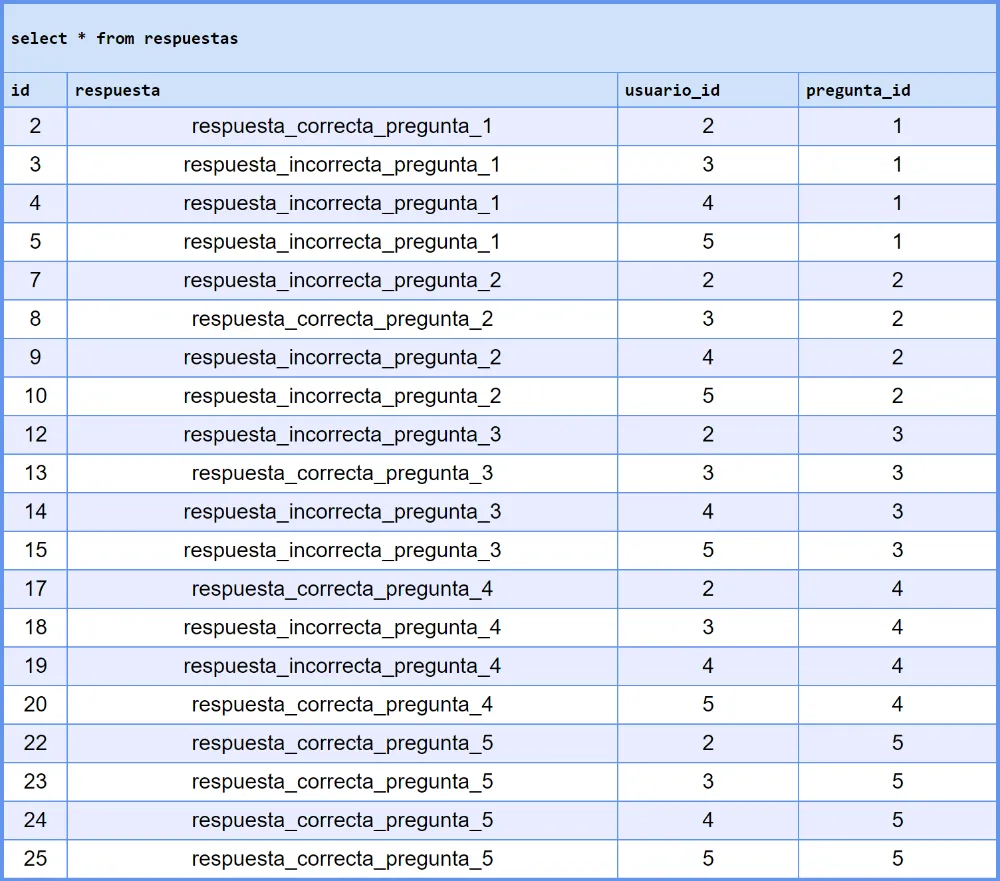 select * from respuestas
id respuesta usuario_id pregunta_id
2 respuesta_correcta_pregunta_1 2 1
3 respuesta_incorrecta_pregunta_1 3 1
4 respuesta_incorrecta_pregunta_1 4 1
5 respuesta_incorrecta_pregunta_1 5 1
7 respuesta_incorrecta_pregunta_2 2 2
8 respuesta_correcta_pregunta_2 3 2
9 respuesta_incorrecta_pregunta_2 4 2
10 respuesta_incorrecta_pregunta_2 5 2
12 respuesta_incorrecta_pregunta_3 2 3
13 respuesta_correcta_pregunta_3 3 3
14 respuesta_incorrecta_pregunta_3 4 3
15 respuesta_incorrecta_pregunta_3 5 3
17 respuesta_correcta_pregunta_4 2 4
18 respuesta_incorrecta_pregunta_4 3 4
19 respuesta_incorrecta_pregunta_4 4 4
20 respuesta_correcta_pregunta_4 5 4
22 respuesta_correcta_pregunta_5 2 5
23 respuesta_correcta_pregunta_5 3 5
24 respuesta_correcta_pregunta_5 4 5
25 respuesta_correcta_pregunta_5 5 5